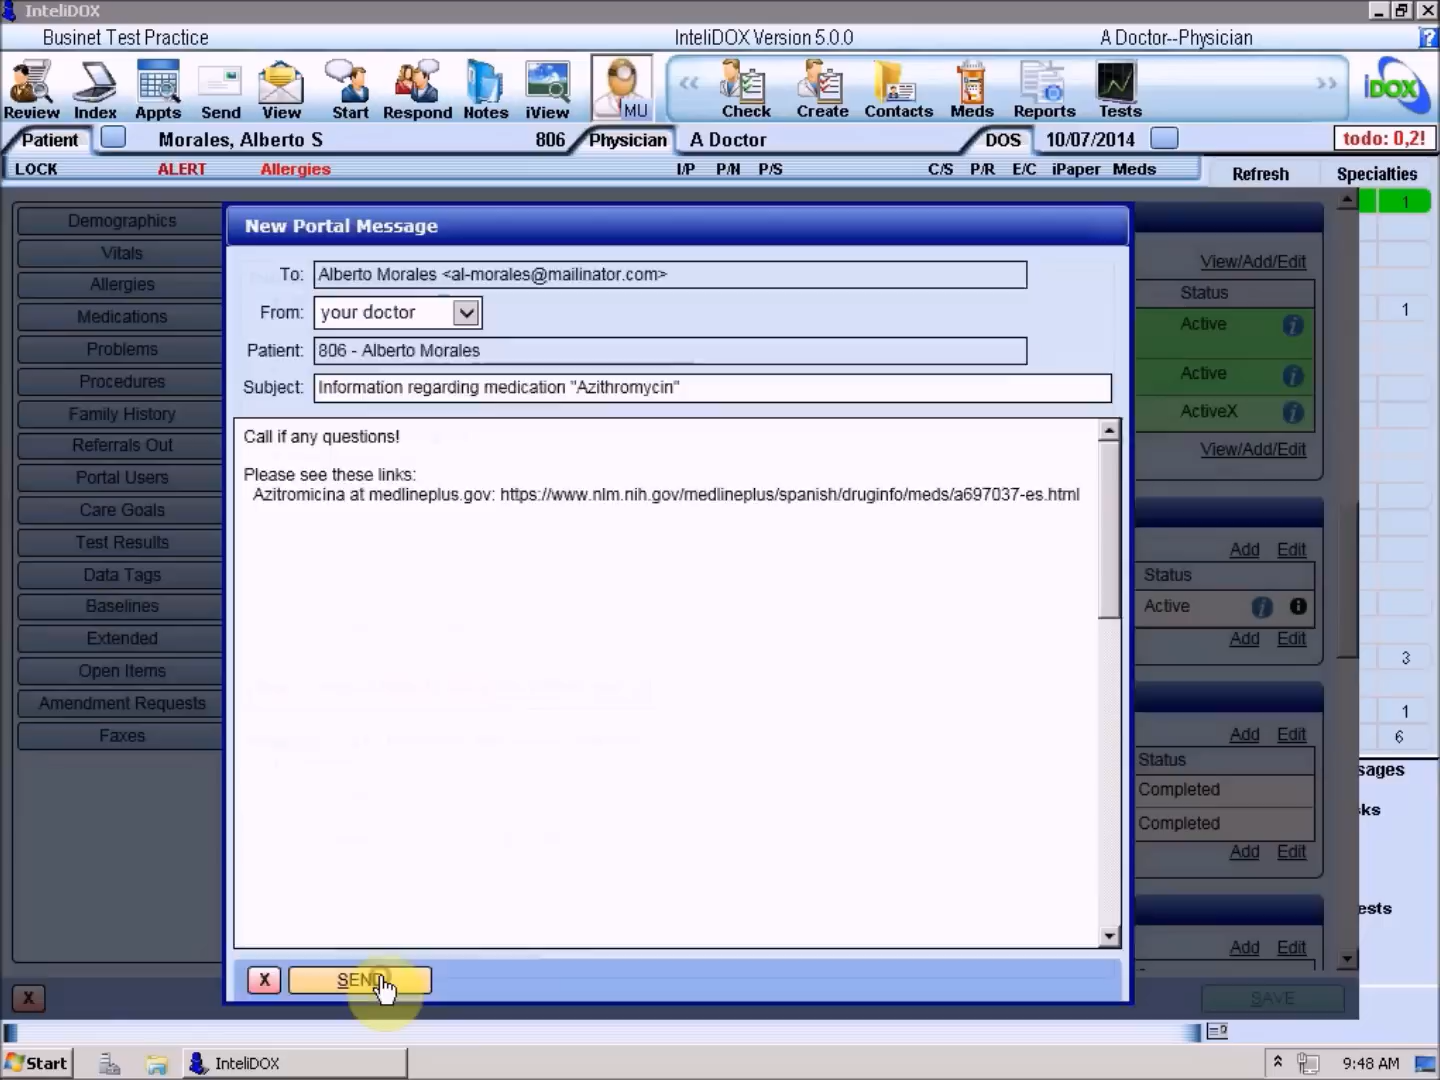 InteliDOX
Businet Test Practice InteliDOX Version 5.0.0 A Doctor--Physician
Review Index Appts Send View Start Respond Notes iView MU Check Create Contacts Meds Reports Tests iDOX
Patient Morales, Alberto S 806 Physician A Doctor DOS 10/07/2014 todo: 0,2!
LOCK ALERT Allergies I/P P/N P/S C/S P/R E/C iPaper Meds Refresh Specialties
Demographics
Vitals
Allergies
Medications
Problems
Procedures
Family History
Referrals Out
Portal Users
Care Goals
Test Results
Data Tags
Baselines
Extended
Open Items
Amendment Requests
Faxes
New Portal Message
To: Alberto Morales <al-morales@mailinator.com>
From: your doctor
Patient: 806 - Alberto Morales
Subject: Information regarding medication "Azithromycin"
Call if any questions!
Please see these links:
Azitromicina at medlineplus.gov: https://www.nlm.nih.gov/medlineplus/spanish/druginfo/meds/a697037-es.html
X SEND
View/Add/Edit
Status
Active
Active
ActiveX
View/Add/Edit
Add Edit
Status
Active
Add Edit
Add Edit
Status
Completed
Completed
Add Edit
Add Edit
1
1
3
1
6
sages
ks
ests
X SAVE
Start InteliDOX 9:48 AM